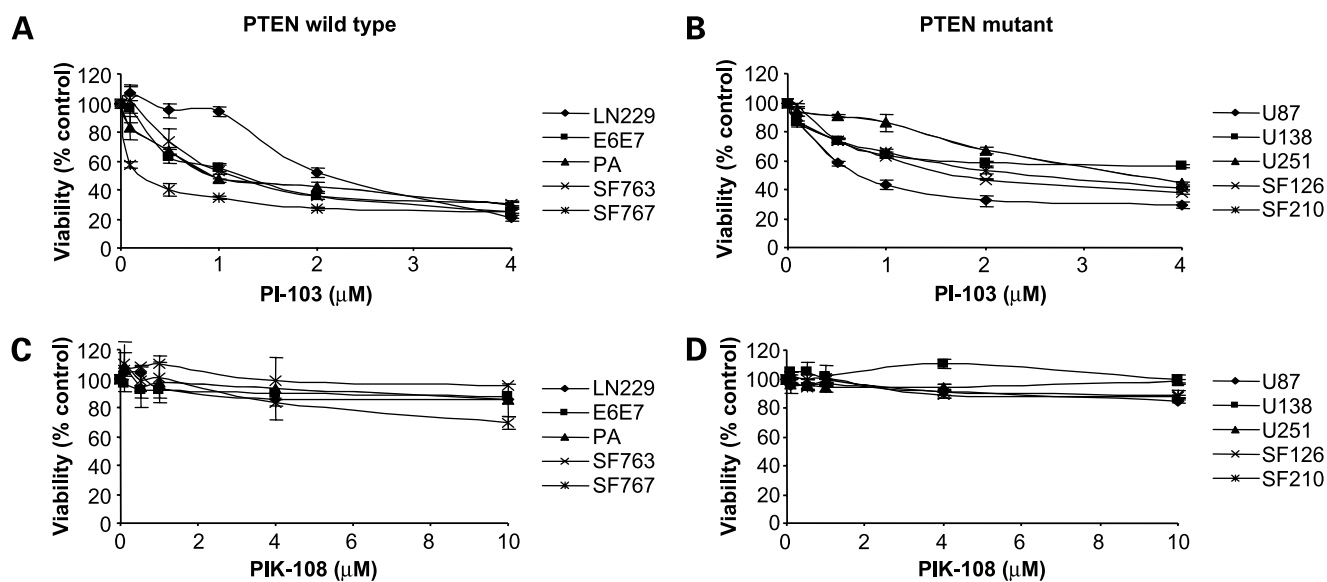 PTEN wild type
PTEN mutant
A
Viability (% control)
120
100
80
60
40
20
0
0 1 2 3 4
PI-103 (μM)
LN229
E6E7
PA
SF763
SF767
B
Viability (% control)
120
100
80
60
40
20
0
0 1 2 3 4
PI-103 (μM)
U87
U138
U251
SF126
SF210
C
Viability (% control)
120
100
80
60
40
20
0
0 2 4 6 8 10
PIK-108 (μM)
LN229
E6E7
PA
SF763
SF767
D
Viability (% control)
120
100
80
60
40
20
0
0 2 4 6 8 10
PIK-108 (μM)
U87
U138
U251
SF126
SF210